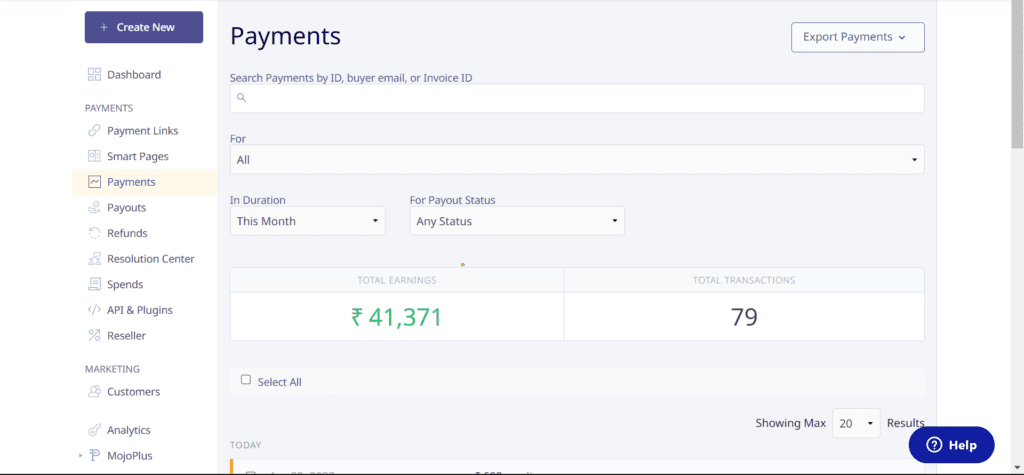 + Create New
Dashboard
PAYMENTS
Payment Links
Smart Pages
Payments
Payouts
Refunds
Resolution Center
Spends
API & Plugins
Reseller
MARKETING
Customers
Analytics
MojoPlus
Payments
Export Payments
Search Payments by ID, buyer email, or Invoice ID
For
All
In Duration
For Payout Status
This Month
Any Status
TOTAL EARNINGS
TOTAL TRANSACTIONS
₹ 41,371
79
Select All
Showing Max 20 Results
TODAY
Help